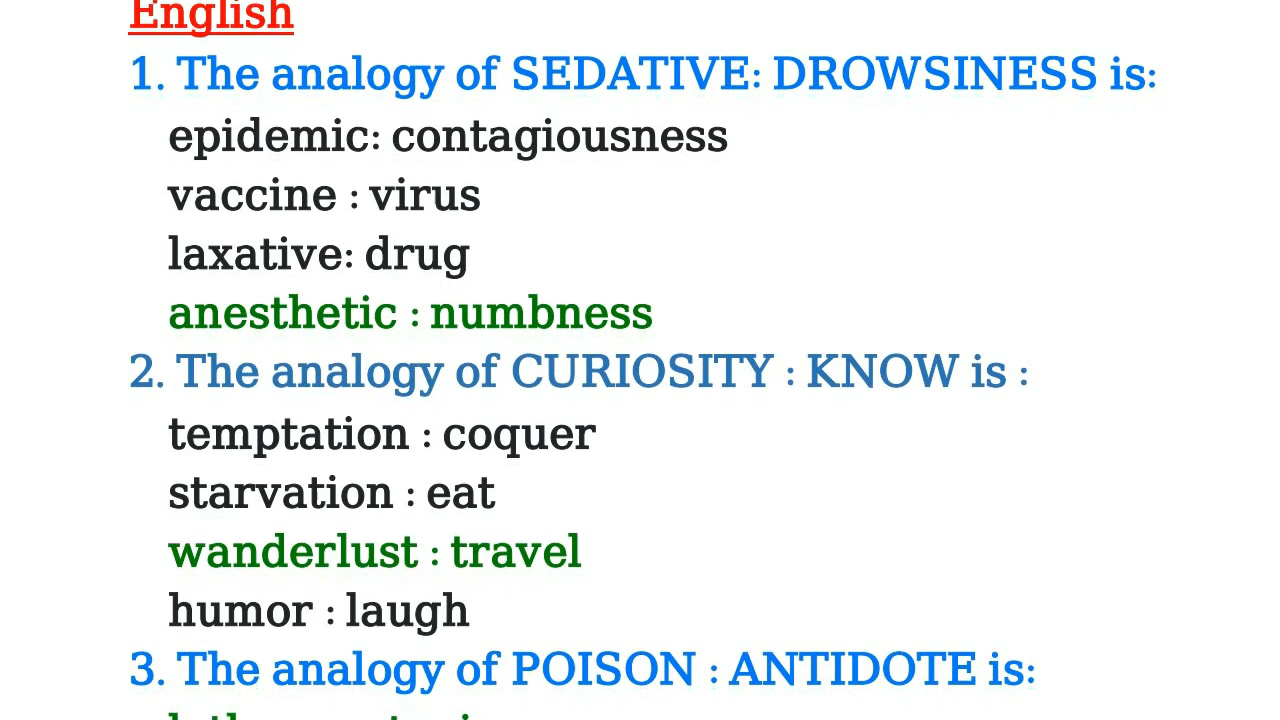 English
1. The analogy of SEDATIVE: DROWSINESS is:
epidemic: contagiousness
vaccine : virus
laxative: drug
anesthetic : numbness
2. The analogy of CURIOSITY : KNOW is :
temptation : coquer
starvation : eat
wanderlust : travel
humor : laugh
3. The analogy of POISON : ANTIDOTE is: